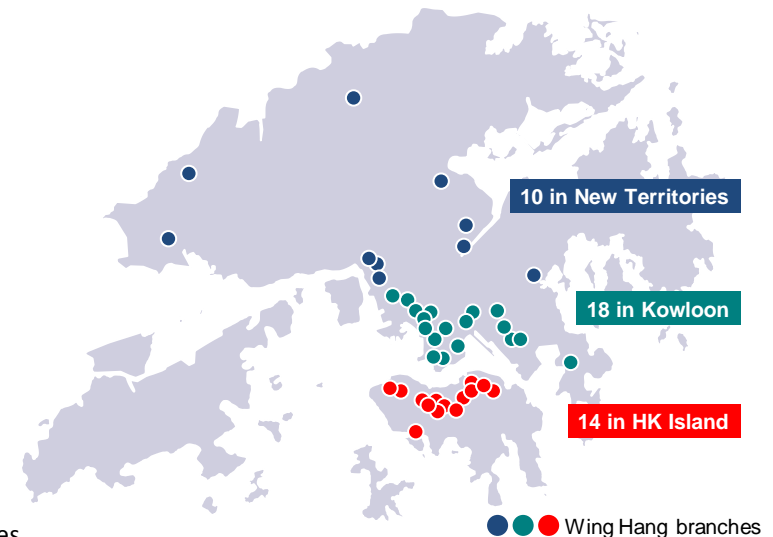 10 in New Territories
18 in Kowloon
14 in HK Island
Wing Hang branches